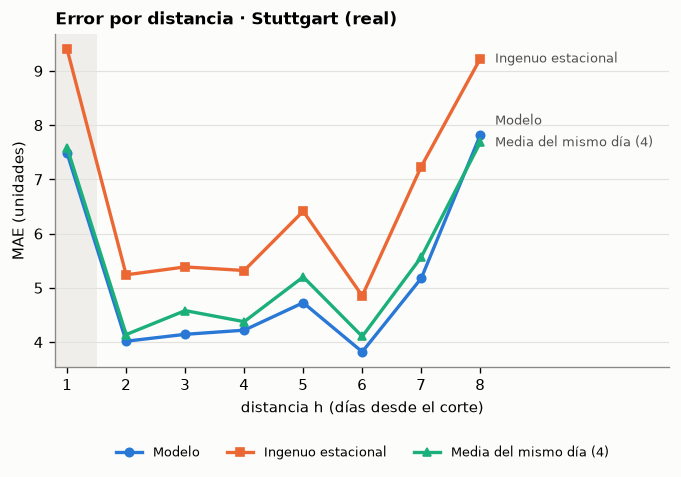 Error por distancia · Stuttgart (real)
MAE (unidades)
9
8
7
6
5
4
Ingenuo estacional
Modelo
Media del mismo día (4)
1 2 3 4 5 6 7 8
distancia h (días desde el corte)
Modelo Ingenuo estacional Media del mismo día (4)